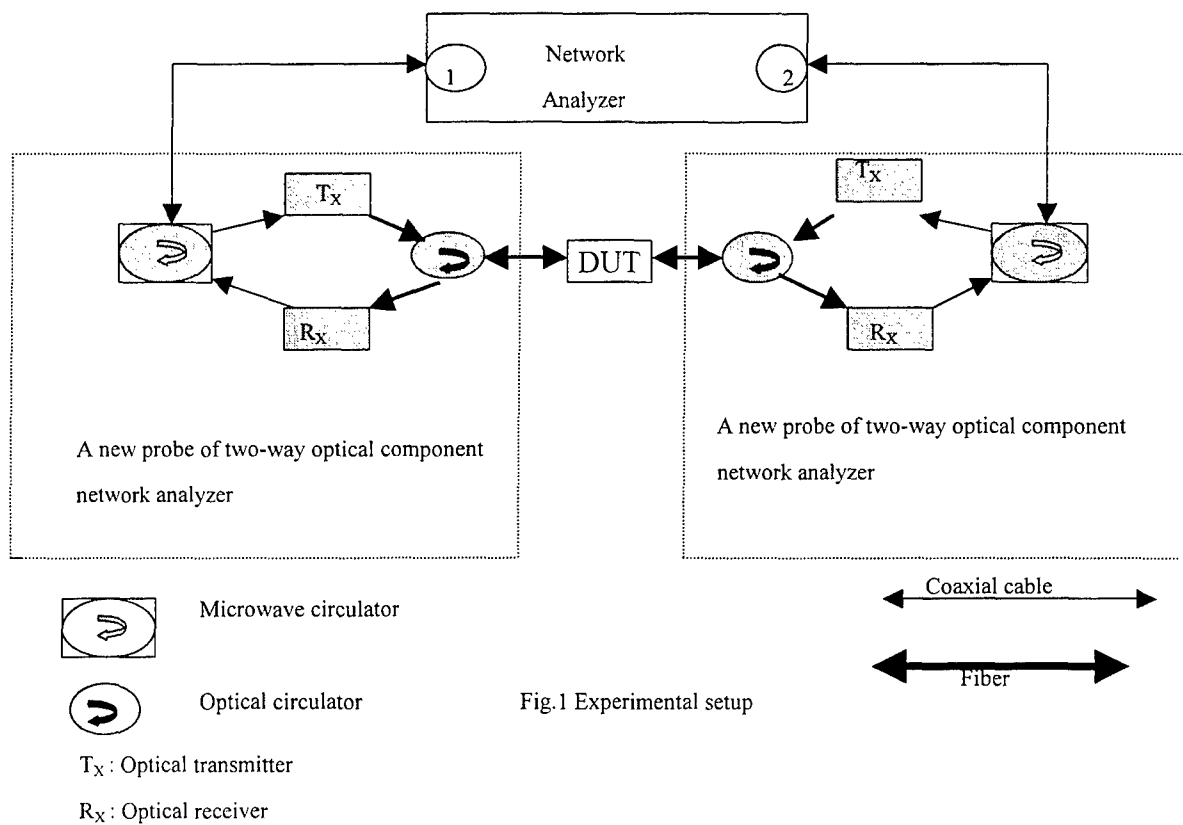 Network
Analyzer
1
2
Tx
Tx
DUT
Rx
Rx
A new probe of two-way optical component
network analyzer
A new probe of two-way optical component
network analyzer
Microwave circulator
Coaxial cable
Optical circulator
Fiber
Fig.1 Experimental setup
Tx : Optical transmitter
Rx : Optical receiver